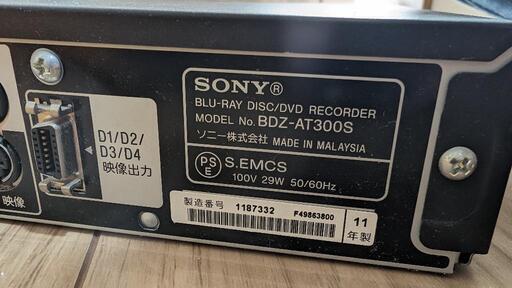 SONY®
BLU-RAY DISC/DVD RECORDER
MODEL No. BDZ-AT300S
ソニー株式会社 MADE IN MALAYSIA
PS
E
S.EMCS
100V 29W 50/60Hz
製造番号 1187332 F49863800
11
年製
D1/D2/
D3/D4
映像出力
映像